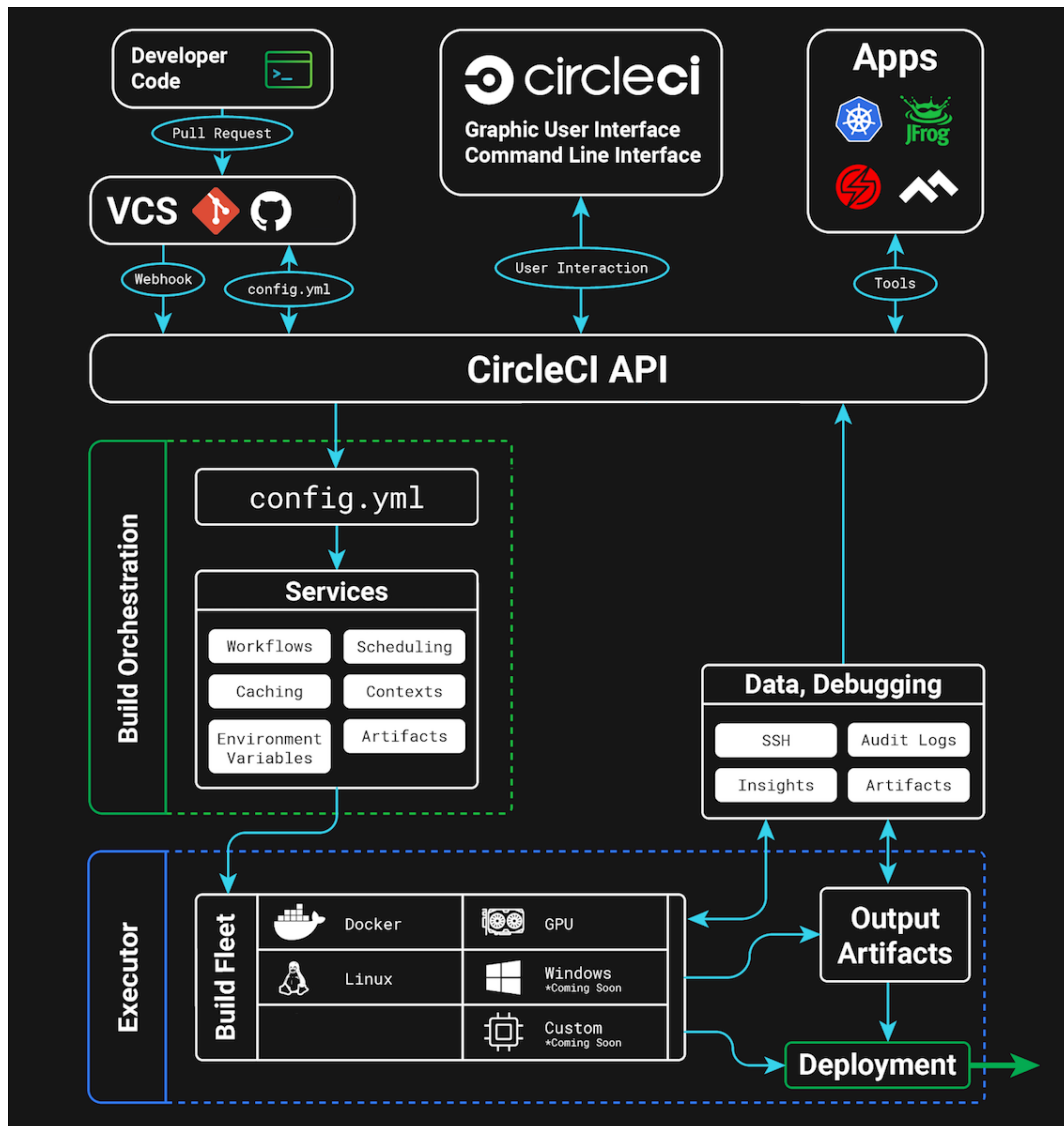 Developer
Code
>_
Pull Request
VCS
Webhook
config.yml
circleci
Graphic User Interface
Command Line Interface
User Interaction
Apps
JFrog
Tools
CircleCI API
Build Orchestration
config.yml
Services
Workflows
Scheduling
Caching
Contexts
Environment
Variables
Artifacts
Data, Debugging
SSH
Audit Logs
Insights
Artifacts
Executor
Build Fleet
Docker
GPU
Linux
Windows
*Coming Soon
Custom
*Coming Soon
Output
Artifacts
Deployment